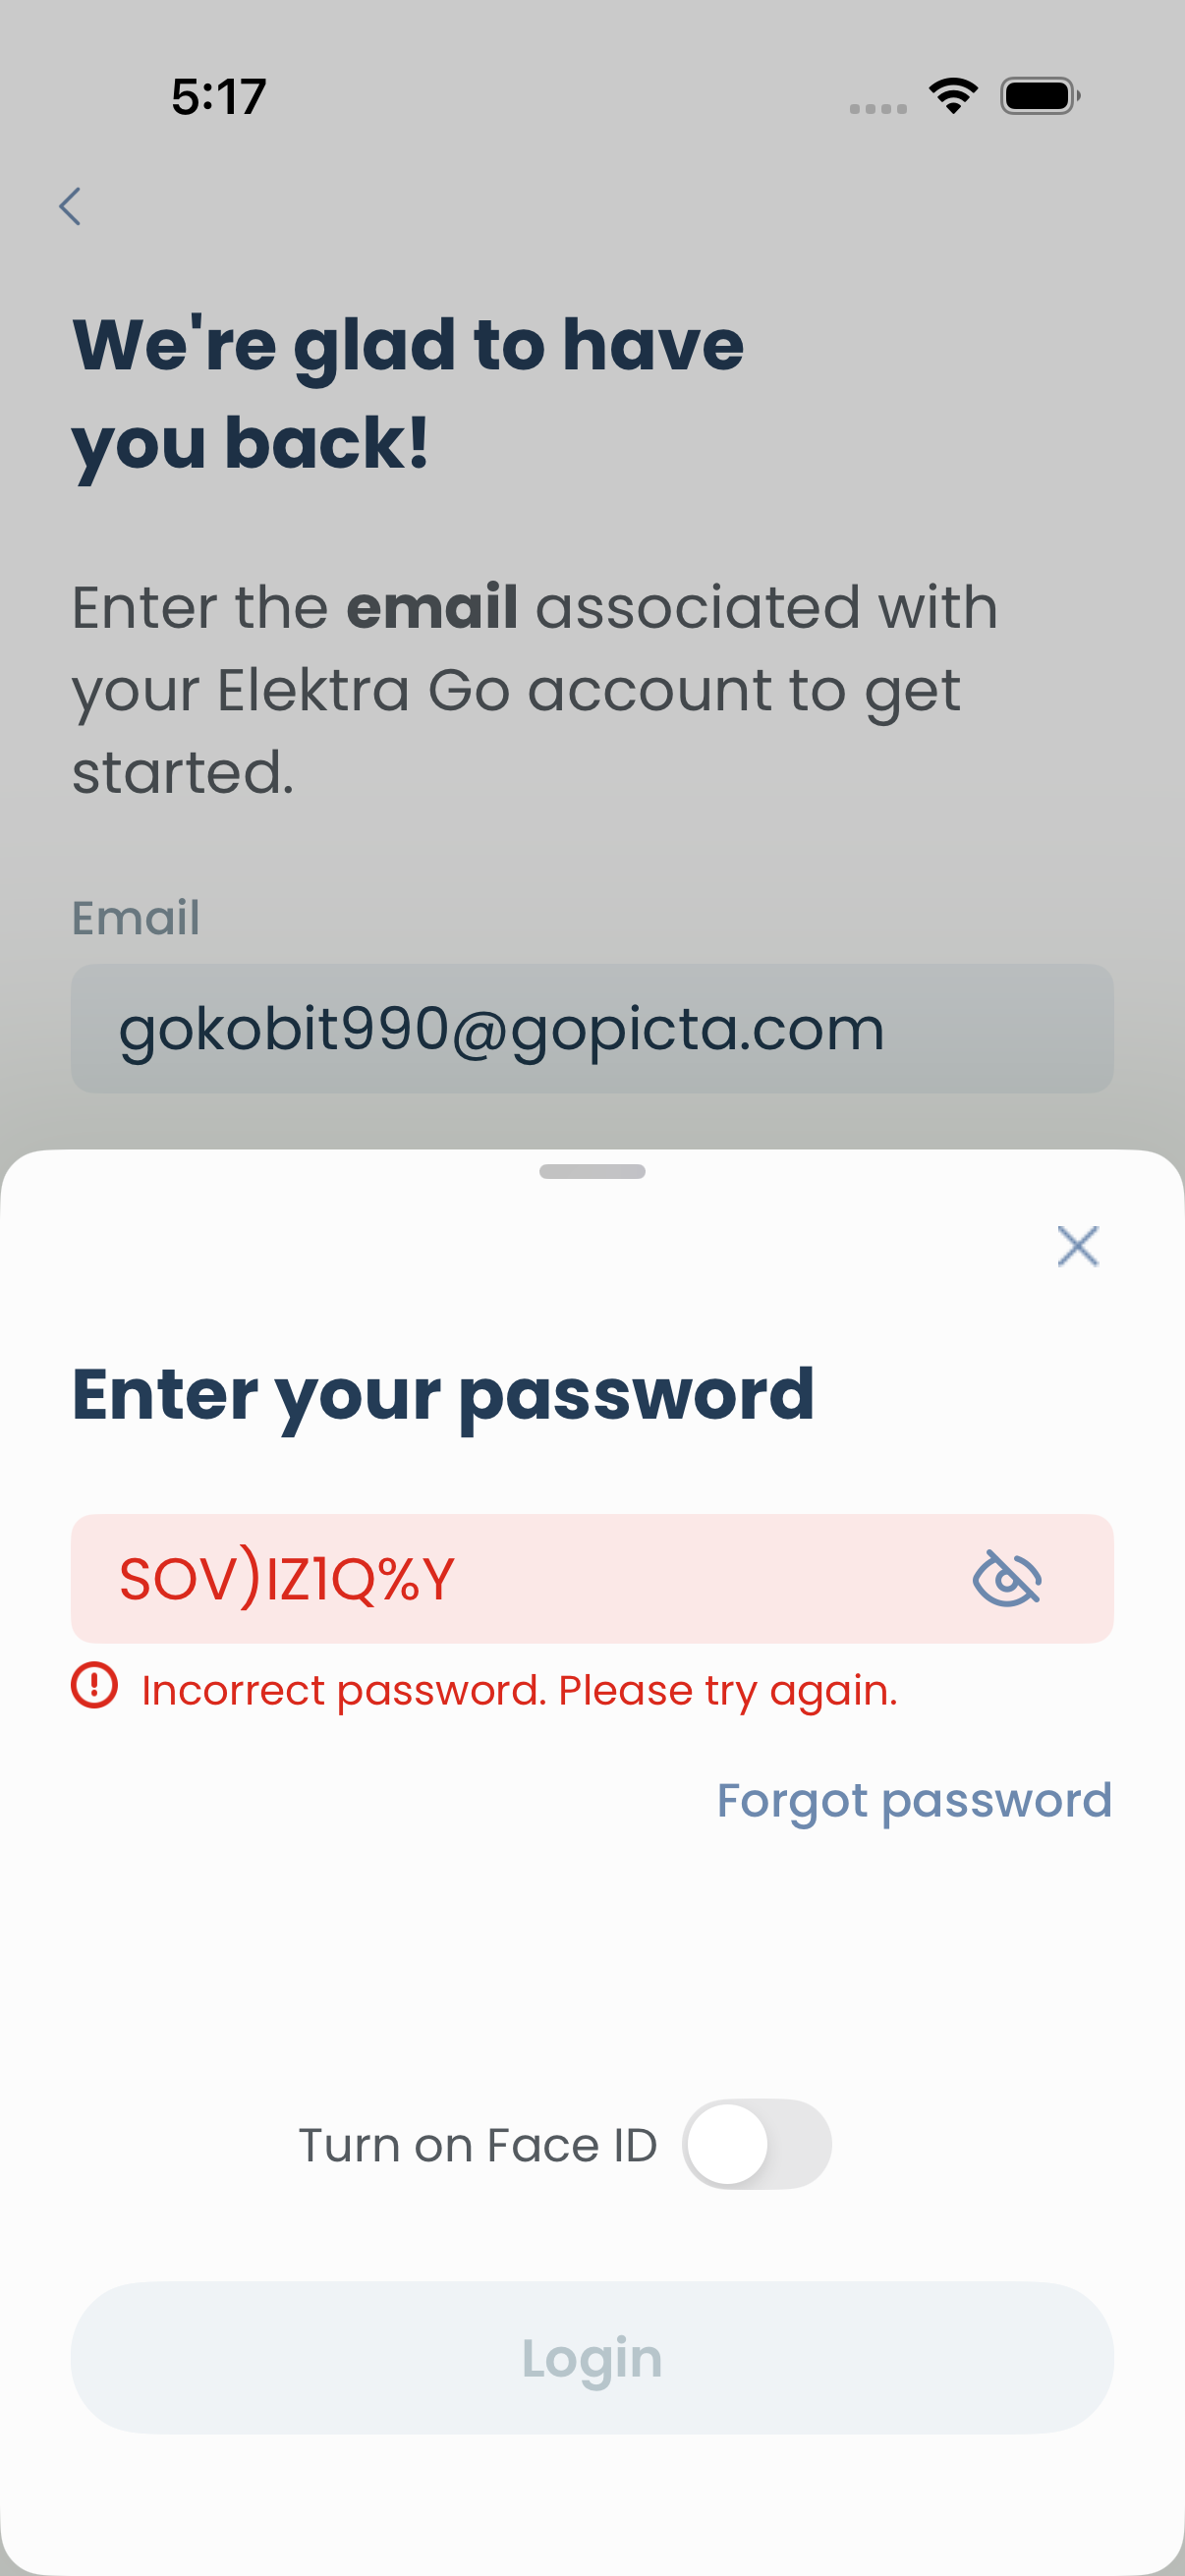 5:17
We're glad to have
you back!
Enter the email associated with
your Elektra Go account to get
started.
Email
gokobit990@gopicta.com
Enter your password
SOV)IZ1Q%Y
Incorrect password. Please try again.
Forgot password
Turn on Face ID
Login